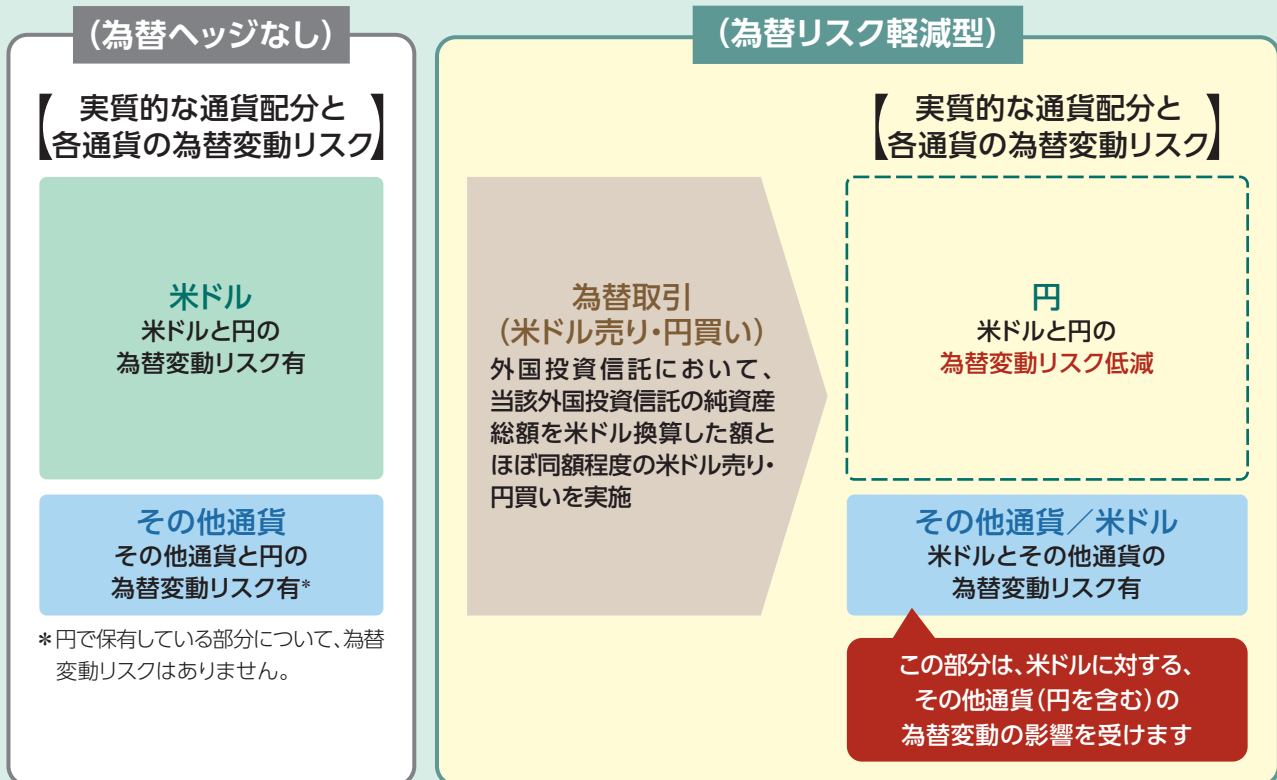 （為替ヘッジなし）
【実質的な通貨配分と
各通貨の為替変動リスク】
米ドル
米ドルと円の
為替変動リスク有
その他通貨
その他通貨と円の
為替変動リスク有*
＊円で保有している部分について、為替
変動リスクはありません。
（為替リスク軽減型）
為替取引
（米ドル売り・円買い）
外国投資信託において、
当該外国投資信託の純資産
総額を米ドル換算した額と
ほぼ同額程度の米ドル売り・
円買いを実施
【実質的な通貨配分と
各通貨の為替変動リスク】
円
米ドルと円の
為替変動リスク低減
その他通貨／米ドル
米ドルとその他通貨の
為替変動リスク有
この部分は、米ドルに対する、
その他通貨（円を含む）の
為替変動の影響を受けます